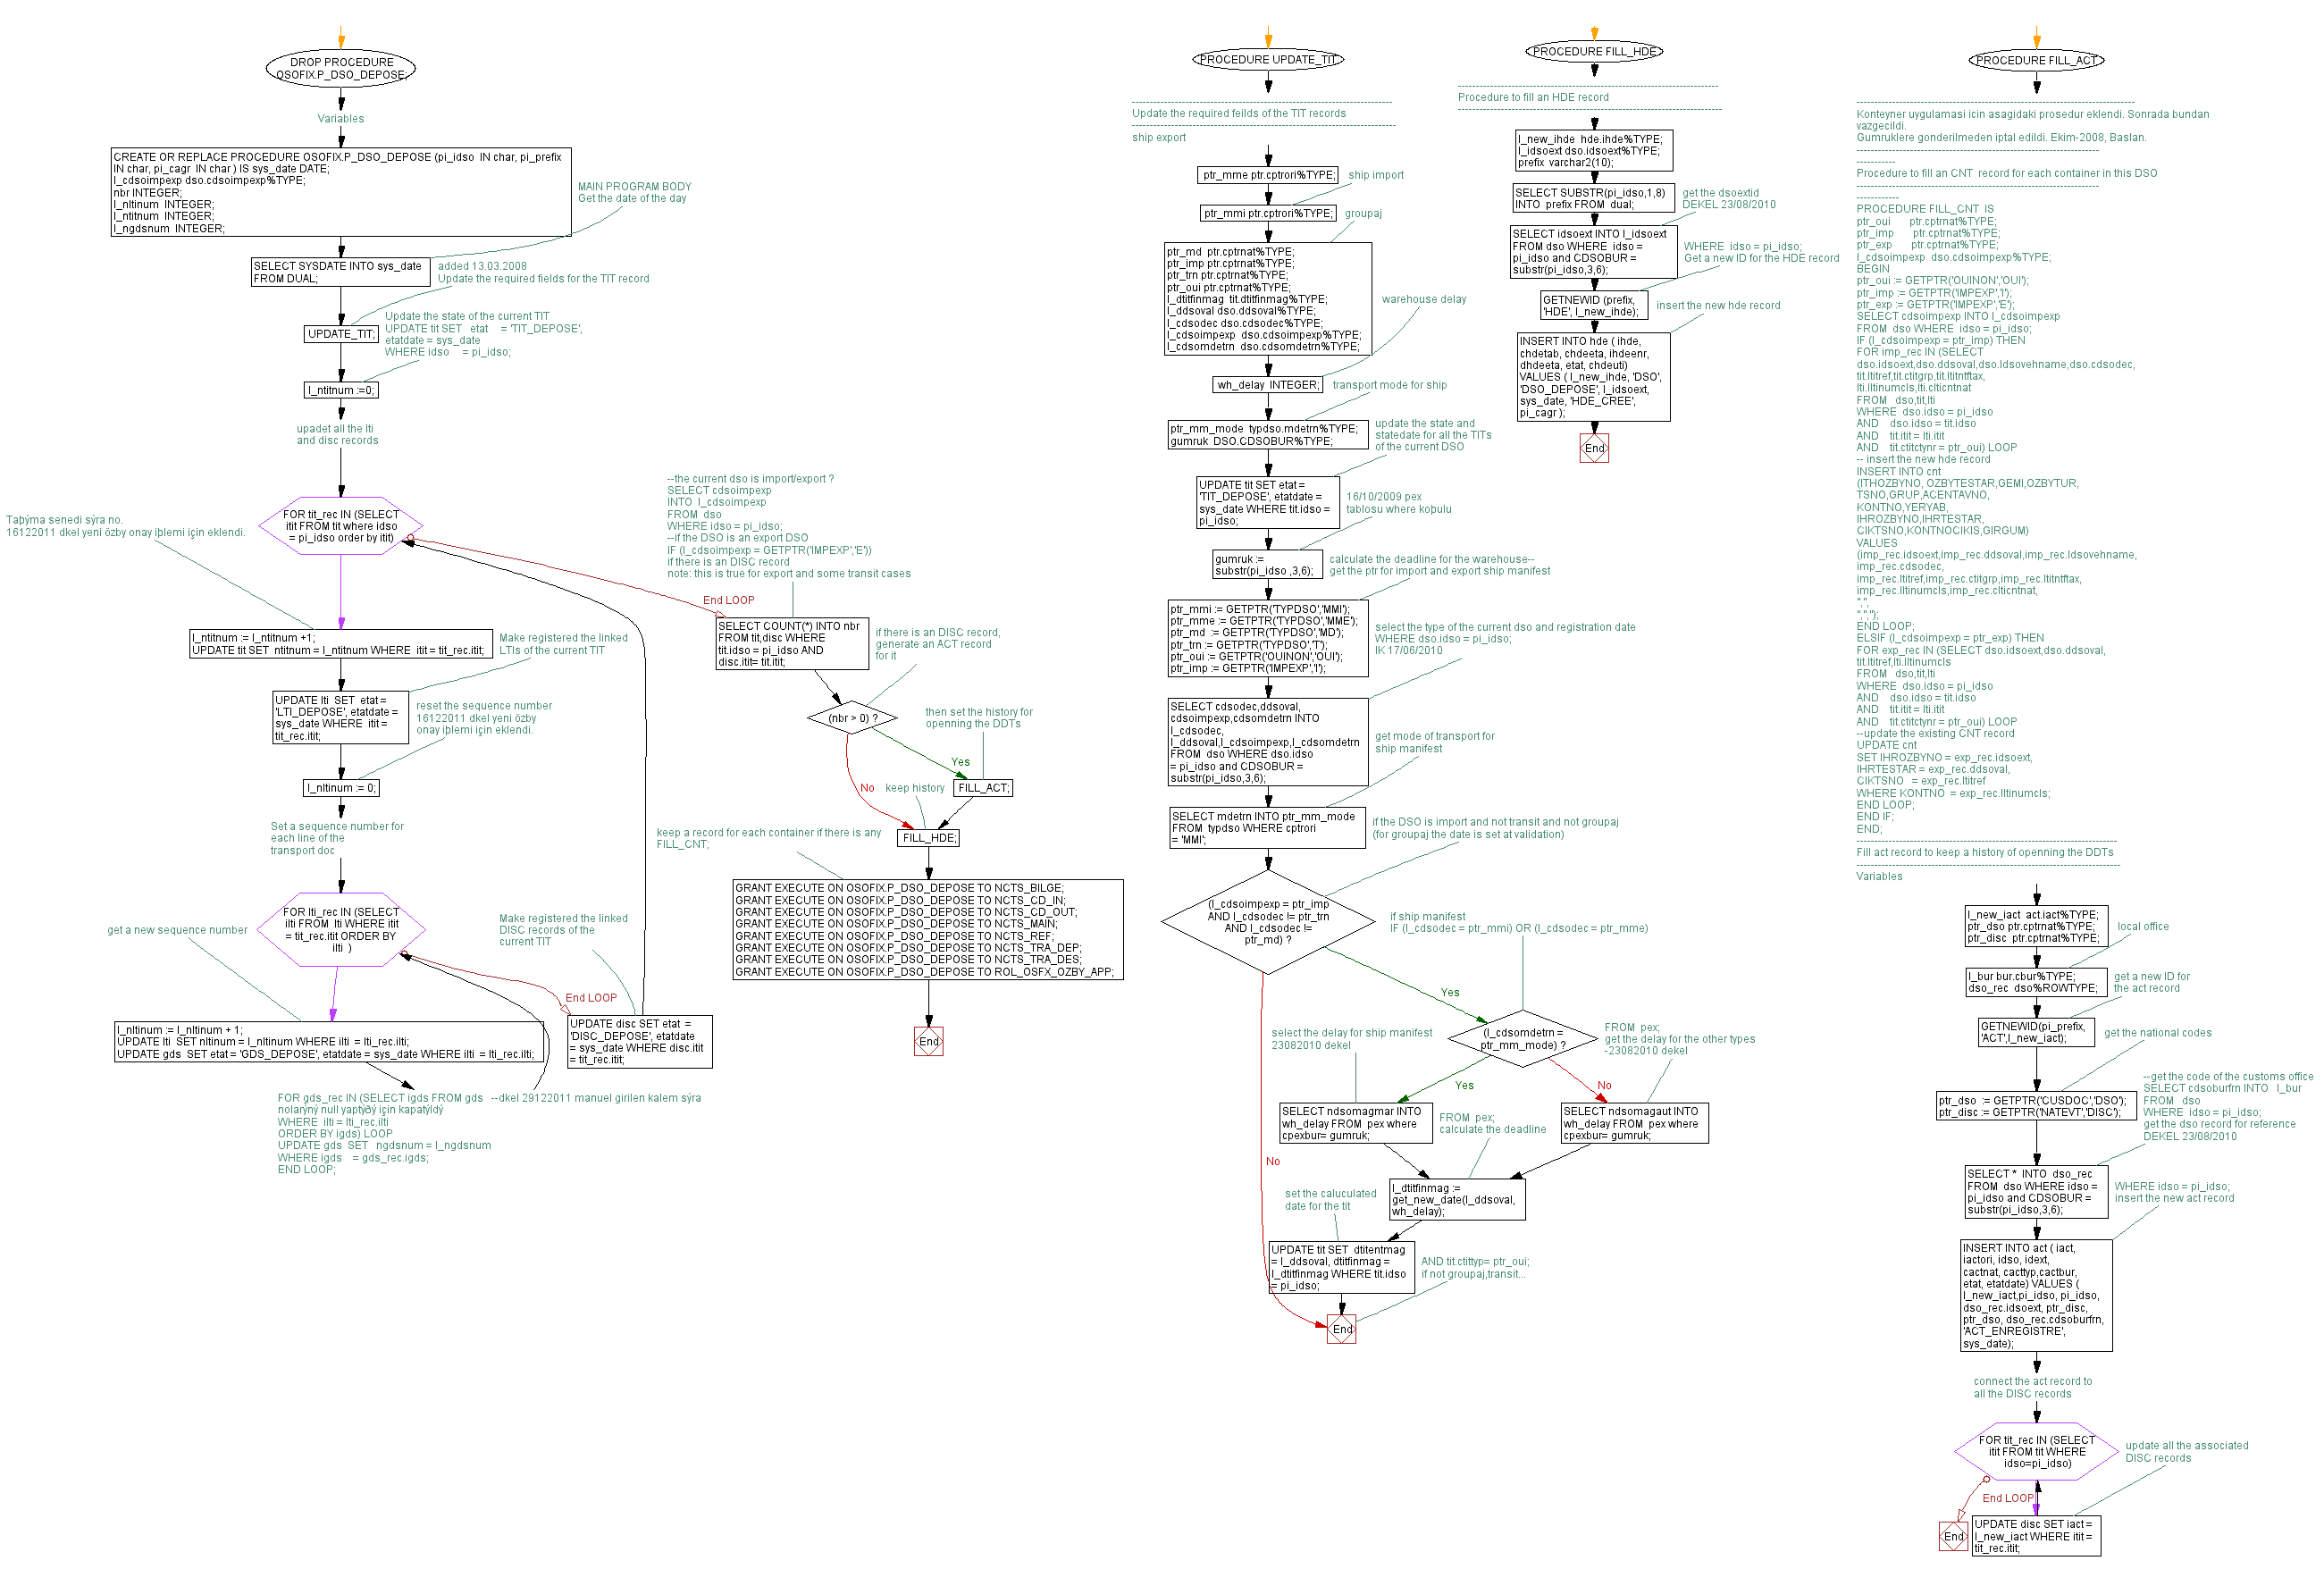 DROP PROCEDURE
OSOFIX.P_DSO_DEPOSE;
Variables
CREATE OR REPLACE PROCEDURE OSOFIX.P_DSO_DEPOSE (pi_idso IN char, pi_prefix
IN char, pi_cagr IN char ) IS sys_date DATE;
l_cdsoimpexp dso.cdsoimpexp%TYPE;
nbr INTEGER;
l_nltinum INTEGER;
l_ntitnum INTEGER;
l_ngdsnum INTEGER;
MAIN PROGRAM BODY
Get the date of the day
SELECT SYSDATE INTO sys_date
FROM DUAL;
added 13.03.2008
Update the required fields for the TIT record
UPDATE_TIT;
Update the state of the current TIT
UPDATE tit SET etat = 'TIT_DEPOSE',
etatdate = sys_date
WHERE idso = pi_idso;
l_ntitnum :=0;
upadet all the lti
and disc records
FOR tit_rec IN (SELECT
itit FROM tit where idso
= pi_idso order by itit)
Taþýma senedi sýra no.
16122011 dkel yeni özby onay iþlemi için eklendi.
l_ntitnum := l_ntitnum +1;
UPDATE tit SET ntitnum = l_ntitnum WHERE itit = tit_rec.itit;
Make registered the linked
LTIs of the current TIT
UPDATE lti SET etat =
'LTI_DEPOSE', etatdate =
sys_date WHERE itit =
tit_rec.itit;
reset the sequence number
16122011 dkel yeni özby
onay iþlemi için eklendi.
l_nltinum := 0;
Set a sequence number for
each line of the
transport doc
FOR lti_rec IN (SELECT
ilti FROM lti WHERE itit
= tit_rec.itit ORDER BY
ilti )
get a new sequence number
l_nltinum := l_nltinum + 1;
UPDATE lti SET nltinum = l_nltinum WHERE ilti = lti_rec.ilti;
UPDATE gds SET etat = 'GDS_DEPOSE', etatdate = sys_date WHERE ilti = lti_rec.ilti;
FOR gds_rec IN (SELECT igds FROM gds --dkel 29122011 manuel girilen kalem sýra
nolarýný null yaptýðý için kapatýldý
WHERE ilti = lti_rec.ilti
ORDER BY igds) LOOP
UPDATE gds SET ngdsnum = l_ngdsnum
WHERE igds = gds_rec.igds;
END LOOP;
Make registered the linked
DISC records of the
current TIT
End LOOP
UPDATE disc SET etat =
'DISC_DEPOSE', etatdate
= sys_date WHERE disc.itit
= tit_rec.itit;
--the current dso is import/export ?
SELECT cdsoimpexp
INTO l_cdsoimpexp
FROM dso
WHERE idso = pi_idso;
--if the DSO is an export DSO
IF (l_cdsoimpexp = GETPTR('IMPEXP','E'))
if there is an DISC record
note: this is true for export and some transit cases
End LOOP
SELECT COUNT(*) INTO nbr
FROM tit,disc WHERE
tit.idso = pi_idso AND
disc.itit= tit.itit;
if there is an DISC record,
generate an ACT record
for it
(nbr > 0) ?
then set the history for
openning the DDTs
Yes
FILL_ACT;
No
keep history
FILL_HDE;
keep a record for each container if there is any
FILL_CNT;
GRANT EXECUTE ON OSOFIX.P_DSO_DEPOSE TO NCTS_BILGE;
GRANT EXECUTE ON OSOFIX.P_DSO_DEPOSE TO NCTS_CD_IN;
GRANT EXECUTE ON OSOFIX.P_DSO_DEPOSE TO NCTS_CD_OUT;
GRANT EXECUTE ON OSOFIX.P_DSO_DEPOSE TO NCTS_MAIN;
GRANT EXECUTE ON OSOFIX.P_DSO_DEPOSE TO NCTS_REF;
GRANT EXECUTE ON OSOFIX.P_DSO_DEPOSE TO NCTS_TRA_DEP;
GRANT EXECUTE ON OSOFIX.P_DSO_DEPOSE TO NCTS_TRA_DES;
GRANT EXECUTE ON OSOFIX.P_DSO_DEPOSE TO ROL_OSFX_OZBY_APP;
End
PROCEDURE UPDATE_TIT
Update the required feilds of the TIT records
ship export
ptr_mme ptr.cptrori%TYPE;
ship import
ptr_mmi ptr.cptrori%TYPE;
groupaj
ptr_md ptr.cptrnat%TYPE;
ptr_imp ptr.cptrnat%TYPE;
ptr_trn ptr.cptrnat%TYPE;
ptr_oui ptr.cptrnat%TYPE;
l_dtitfinmag tit.dtitfinmag%TYPE;
l_ddsoval dso.ddsoval%TYPE;
l_cdsodec dso.cdsodec%TYPE;
l_cdsoimpexp dso.cdsoimpexp%TYPE;
l_cdsomdetrn dso.cdsomdetrn%TYPE;
warehouse delay
wh_delay INTEGER;
transport mode for ship
ptr_mm_mode typdso.mdetrn%TYPE;
gumruk DSO.CDSOBUR%TYPE;
update the state and
statedate for all the TITs
of the current DSO
UPDATE tit SET etat =
'TIT_DEPOSE', etatdate =
sys_date WHERE tit.idso =
pi_idso;
16/10/2009 pex
tablosu where koþulu
gumruk :=
substr(pi_idso ,3,6);
calculate the deadline for the warehouse--
get the ptr for import and export ship manifest
ptr_mmi := GETPTR('TYPDSO','MMI');
ptr_mme := GETPTR('TYPDSO','MME');
ptr_md := GETPTR('TYPDSO','MD');
ptr_trn := GETPTR('TYPDSO','T');
ptr_oui := GETPTR('OUINON','OUI');
ptr_imp := GETPTR('IMPEXP','I');
select the type of the current dso and registration date
WHERE dso.idso = pi_idso;
IK 17/06/2010
SELECT cdsodec,ddsoval,
cdsoimpexp,cdsomdetrn INTO
l_cdsodec,
l_ddsoval,l_cdsoimpexp,l_cdsomdetrn
FROM dso WHERE dso.idso
= pi_idso and CDSOBUR =
substr(pi_idso,3,6);
get mode of transport for
ship manifest
SELECT mdetrn INTO ptr_mm_mode
FROM typdso WHERE cptrori
= 'MMI';
if the DSO is import and not transit and not groupaj
(for groupaj the date is set at validation)
(l_cdsoimpexp = ptr_imp
AND l_cdsodec != ptr_trn
AND l_cdsodec !=
ptr_md) ?
if ship manifest
IF (l_cdsodec = ptr_mmi) OR (l_cdsodec = ptr_mme)
Yes
(l_cdsomdetrn =
ptr_mm_mode) ?
select the delay for ship manifest
23082010 dekel
FROM pex;
get the delay for the other types
-23082010 dekel
Yes
No
SELECT ndsomagmar INTO
wh_delay FROM pex where
cpexbur= gumruk;
FROM pex;
calculate the deadline
SELECT ndsomagaut INTO
wh_delay FROM pex where
cpexbur= gumruk;
No
l_dtitfinmag :=
get_new_date(l_ddsoval,
wh_delay);
set the caluculated
date for the tit
UPDATE tit SET dtitentmag
= l_ddsoval, dtitfinmag =
l_dtitfinmag WHERE tit.idso
= pi_idso;
AND tit.ctittyp= ptr_oui;
if not groupaj,transit...
End
PROCEDURE FILL_HDE
Procedure to fill an HDE record
l_new_ihde hde.ihde%TYPE;
l_idsoext dso.idsoext%TYPE;
prefix varchar2(10);
SELECT SUBSTR(pi_idso,1,8)
INTO prefix FROM dual;
get the dsoextid
DEKEL 23/08/2010
SELECT idsoext INTO l_idsoext
FROM dso WHERE idso =
pi_idso and CDSOBUR =
substr(pi_idso,3,6);
WHERE idso = pi_idso;
Get a new ID for the HDE record
GETNEWID (prefix,
'HDE', l_new_ihde);
insert the new hde record
INSERT INTO hde ( ihde,
chdetab, chdeeta, ihdeenr,
dhdeeta, etat, chdeuti)
VALUES ( l_new_ihde, 'DSO',
'DSO_DEPOSE', l_idsoext,
sys_date, 'HDE_CREE',
pi_cagr );
End
PROCEDURE FILL_ACT
Konteyner uygulamasi icin asagidaki prosedur eklendi. Sonrada bundan
vazgecildi.
Gumruklere gonderilmeden iptal edildi. Ekim-2008, Baslan.
Procedure to fill an CNT record for each container in this DSO
PROCEDURE FILL_CNT IS
ptr_oui ptr.cptrnat%TYPE;
ptr_imp ptr.cptrnat%TYPE;
ptr_exp ptr.cptrnat%TYPE;
l_cdsoimpexp dso.cdsoimpexp%TYPE;
BEGIN
ptr_oui := GETPTR('OUINON','OUI');
ptr_imp := GETPTR('IMPEXP','I');
ptr_exp := GETPTR('IMPEXP','E');
SELECT cdsoimpexp INTO l_cdsoimpexp
FROM dso WHERE idso = pi_idso;
IF (l_cdsoimpexp = ptr_imp) THEN
FOR imp_rec IN (SELECT
dso.idsoext,dso.ddsoval,dso.ldsovehname,dso.cdsodec,
tit.ltitref,tit.ctitgrp,tit.ltitntftax,
lti.lltinumcls,lti.clticntnat
FROM dso,tit,lti
WHERE dso.idso = pi_idso
AND dso.idso = tit.idso
AND tit.itit = lti.itit
AND tit.ctitctynr = ptr_oui) LOOP
-- insert the new hde record
INSERT INTO cnt
(ITHOZBYNO, OZBYTESTAR,GEMI,OZBYTUR,
TSNO,GRUP,ACENTAVNO,
KONTNO,YERYAB,
IHROZBYNO,IHRTESTAR,
CIKTSNO,KONTNOCIKIS,GIRGUM)
VALUES
(imp_rec.idsoext,imp_rec.ddsoval,imp_rec.ldsovehname,
imp_rec.cdsodec,
imp_rec.ltitref,imp_rec.ctitgrp,imp_rec.ltitntftax,
imp_rec.lltinumcls,imp_rec.clticntnat,
'','',
'','','');
END LOOP;
ELSIF (l_cdsoimpexp = ptr_exp) THEN
FOR exp_rec IN (SELECT dso.idsoext,dso.ddsoval,
tit.ltitref,lti.lltinumcls
FROM dso,tit,lti
WHERE dso.idso = pi_idso
AND dso.idso = tit.idso
AND tit.itit = lti.itit
AND tit.ctitctynr = ptr_oui) LOOP
--update the existing CNT record
UPDATE cnt
SET IHROZBYNO = exp_rec.idsoext,
IHRTESTAR = exp_rec.ddsoval,
CIKTSNO = exp_rec.ltitref
WHERE KONTNO = exp_rec.lltinumcls;
END LOOP;
END IF;
END;
Fill act record to keep a history of openning the DDTs
Variables
l_new_iact act.iact%TYPE;
ptr_dso ptr.cptrnat%TYPE;
ptr_disc ptr.cptrnat%TYPE;
local office
l_bur bur.cbur%TYPE;
dso_rec dso%ROWTYPE;
get a new ID for
the act record
GETNEWID(pi_prefix,
'ACT',l_new_iact);
get the national codes
ptr_dso := GETPTR('CUSDOC','DSO');
ptr_disc := GETPTR('NATEVT','DISC');
--get the code of the customs office
SELECT cdsoburfrn INTO l_bur
FROM dso
WHERE idso = pi_idso;
get the dso record for reference
DEKEL 23/08/2010
SELECT * INTO dso_rec
FROM dso WHERE idso =
pi_idso and CDSOBUR =
substr(pi_idso,3,6);
WHERE idso = pi_idso;
insert the new act record
INSERT INTO act ( iact,
iactori, idso, idext,
cactnat, cacttyp,cactbur,
etat, etatdate) VALUES (
l_new_iact,pi_idso, pi_idso,
dso_rec.idsoext, ptr_disc,
ptr_dso, dso_rec.cdsoburfrn,
'ACT_ENREGISTRE',
sys_date);
connect the act record to
all the DISC records
FOR tit_rec IN (SELECT
itit FROM tit WHERE
idso=pi_idso)
update all the associated
DISC records
End LOOP
End
UPDATE disc SET iact =
l_new_iact WHERE itit =
tit_rec.itit;